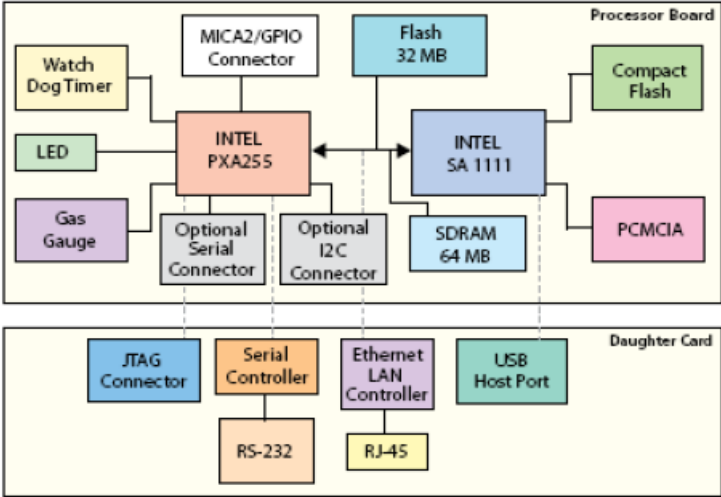 Processor Board
MICA2/GPIO
Connector
Flash
32 MB
Watch
Dog Timer
Compact
Flash
INTEL
PXA255
INTEL
SA 1111
LED
Gas
Gauge
Optional
Serial
Connector
Optional
I2C
Connector
SDRAM
64 MB
PCMCIA
Daughter Card
JTAG
Connector
Serial
Controller
Ethernet
LAN
Controller
USB
Host Port
RS-232
RJ-45